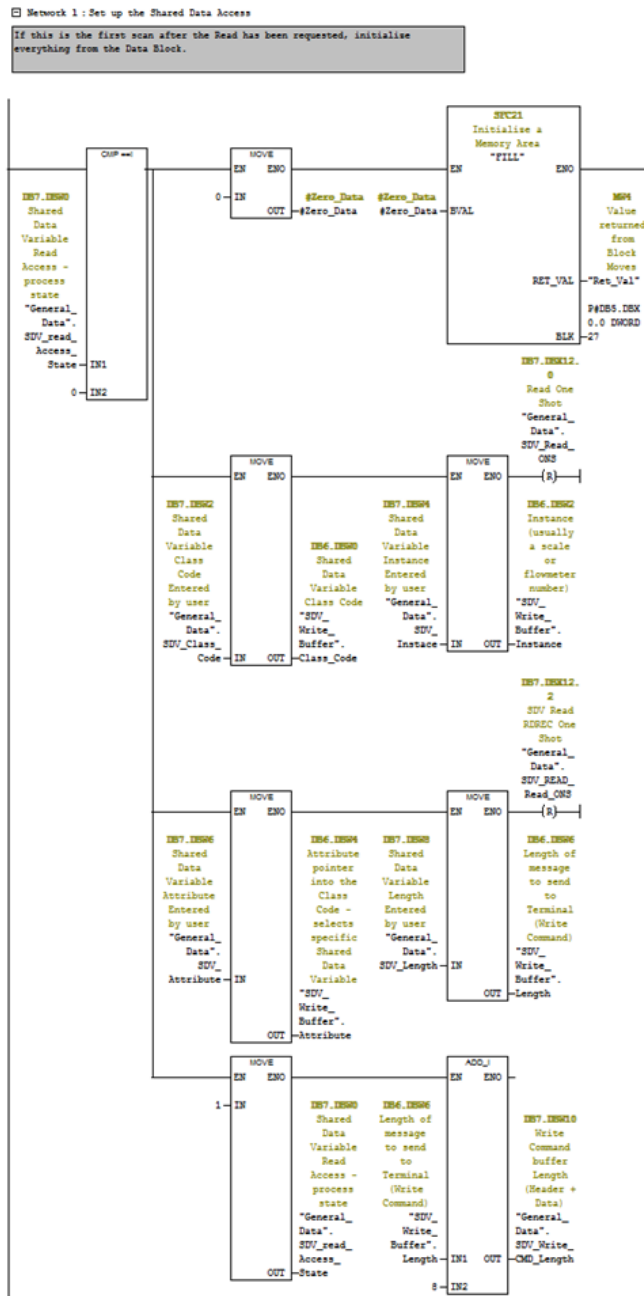 Network 1 : Set up the Shared Data Access
If this is the first scan after the Read has been requested, initialize
everything from the Data Block.
SFC21
Initialize a
Memory Area
"FILL"
EN ENO
BVAL
RET_VAL
BLK
CMP ==I
IN1
IN2
MOVE
EN ENO
IN
OUT
0
#Zero_Data
#Zero_Data
#Zero_Data
#Zero_Data
DB7.DBW0
Shared
Data
Variable
Read
Access -
process
state
"General_
Data".
SDV_read_
Access_
State
0
MW4
Value
returned
from
Block
Moves
"Ret_Val"
P#DB5.DBX
0.0 DWORD
27
DB7.DBX12.
0
Read One
Shot
"General_
Data".
SDV_Read_
ONS
(R)
MOVE
EN ENO
IN
OUT
DB7.DBW2
Shared
Data
Variable
Class
Code
Entered
by user
"General_
Data".
SDV_Class_
Code
DB6.DBW0
Shared
Data
Variable
Class Code
"SDV_
Write_
Buffer".
Class_Code
MOVE
EN ENO
IN OUT
DB7.DBW4
Shared
Data
Variable
Instance
Entered
by user
"General_
Data".
SDV_
Instace
DB6.DBW2
Instance
(usually
a scale
or
flowmeter
number)
"SDV_
Write_
Buffer".
Instance
DB7.DBX12.
2
SDV Read
RDREC One
Shot
"General_
Data".
SDV_READ_
Read_ONS
(R)
MOVE
EN ENO
IN
OUT
DB7.DBW6
Shared
Data
Variable
Attribute
Entered
by user
"General_
Data".
SDV_
Attribute
DB6.DBW4
Attribute
pointer
into the
Class
Code -
selects
specific
Shared
Data
Variable
"SDV_
Write_
Buffer".
Attribute
MOVE
EN ENO
IN
OUT
DB7.DBW8
Shared
Data
Variable
Length
Entered
by user
"General_
Data".
SDV_Length
DB6.DBW6
Length of
message
to send
to
Terminal
(Write
Command)
"SDV_
Write_
Buffer".
Length
MOVE
EN ENO
1
IN
OUT
DB7.DBW0
Shared
Data
Variable
Read
Access -
process
state
"General_
Data".
SDV_read_
Access_
State
ADD_I
EN ENO
IN1 OUT
IN2
DB6.DBW6
Length of
message
to send
to
Terminal
(Write
Command)
"SDV_
Write_
Buffer".
Length
8
DB7.DBW10
Write
Command
buffer
Length
(Header +
Data)
"General_
Data".
SDV_Write_
CMD_Length